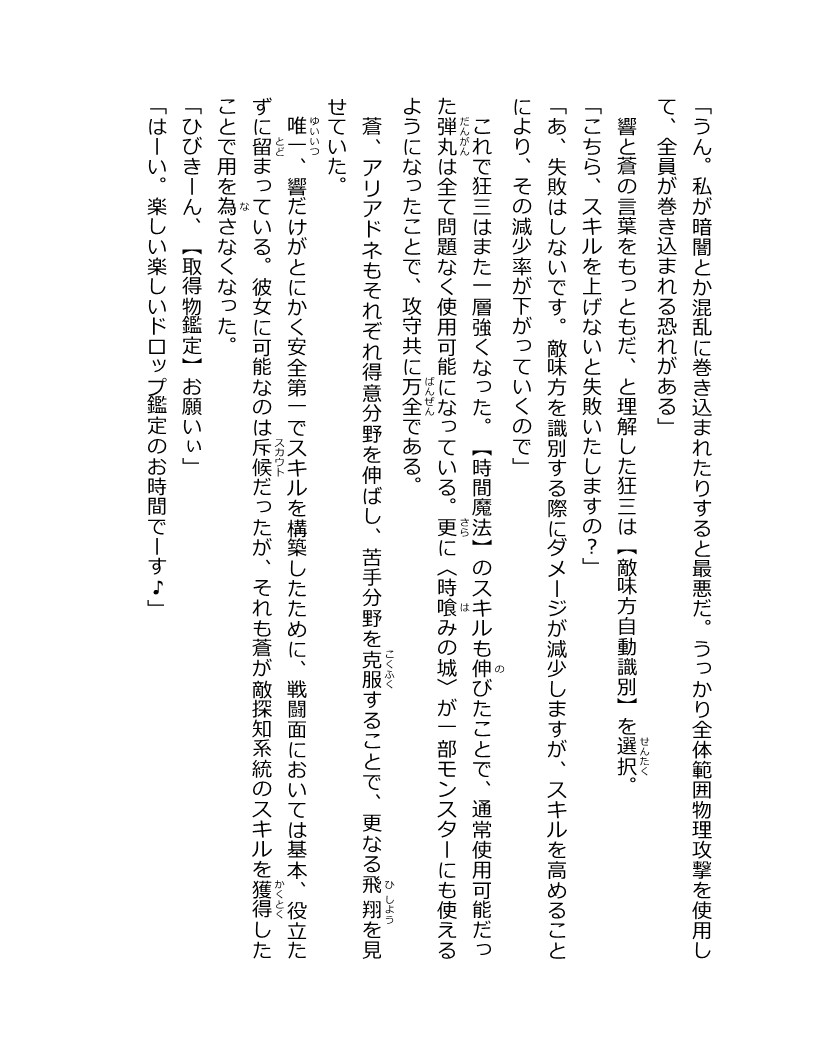 「うん。私が暗闇とか混乱に巻き込まれたりすると最悪だ。うっかり全体範囲物理攻撃を使用し
て、全員が巻き込まれる恐れがある」
　響と蒼の言葉をもっともだ、と理解した狂三は【敵味方自動識別】を選択。
「こちら、スキルを上げないと失敗いたしますの？」
「あ、失敗はしないです。敵味方を識別する際にダメージが減少しますが、スキルを高めること
により、その減少率が下がっていくので」
　これで狂三はまた一層強くなった。【時間魔法】のスキルも伸びたことで、通常使用可能だっ
た弾丸は全て問題なく使用可能になっている。更に〈時喰みの城〉が一部モンスターにも使える
ようになったことで、攻守共に万全である。
　蒼、アリアドネもそれぞれ得意分野を伸ばし、苦手分野を克服することで、更なる飛翔を見
せていた。
　唯一、響だけがとにかく安全第一でスキルを構築したために、戦闘面においては基本、役立た
ずに留まっている。彼女に可能なのは斥候だったが、それも蒼が敵探知系統のスキルを獲得した
ことで用を為さなくなった。
「ひびきーん、【取得物鑑定】お願いぃ」
「はーい。楽しい楽しいドロップ鑑定のお時間でーす♪」